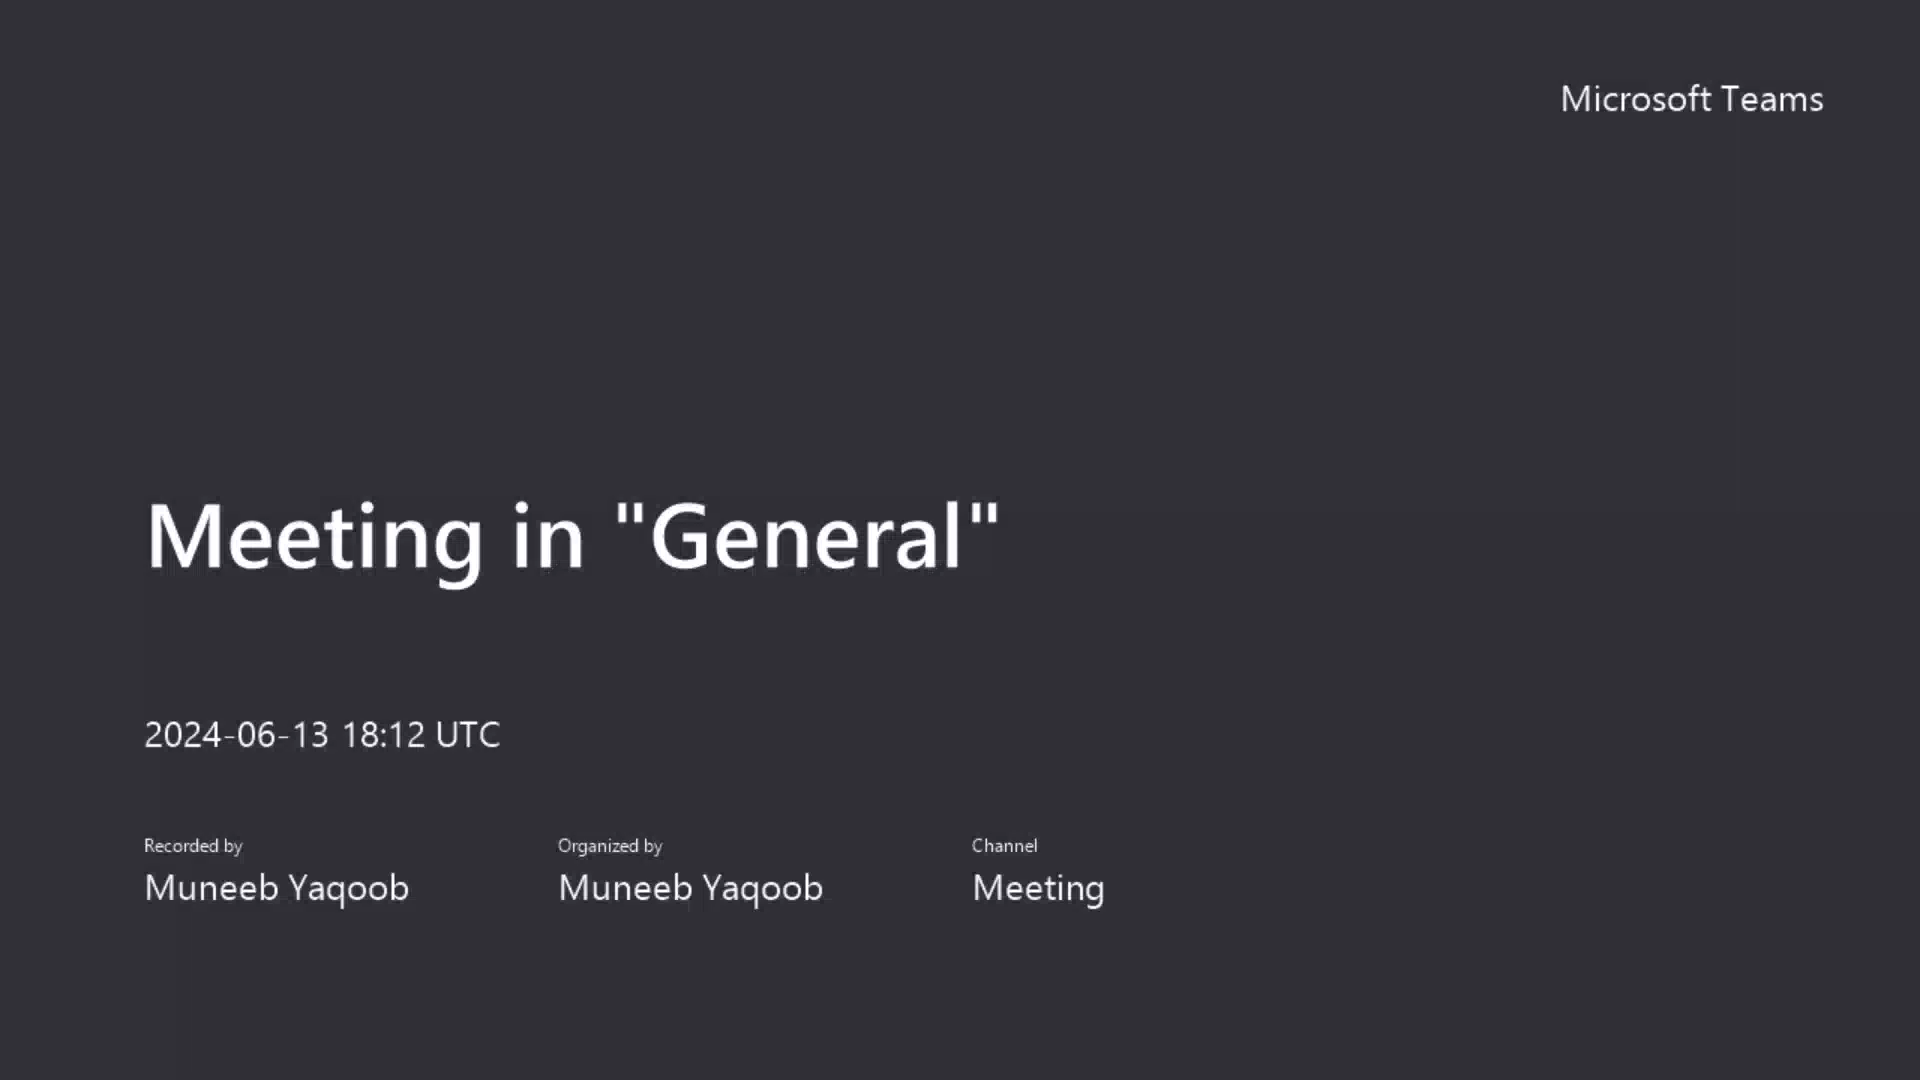 Microsoft Teams
Meeting in "General"
2024-06-13 18:12 UTC
Recorded by
Muneeb Yaqoob
Organized by
Muneeb Yaqoob
Channel
Meeting